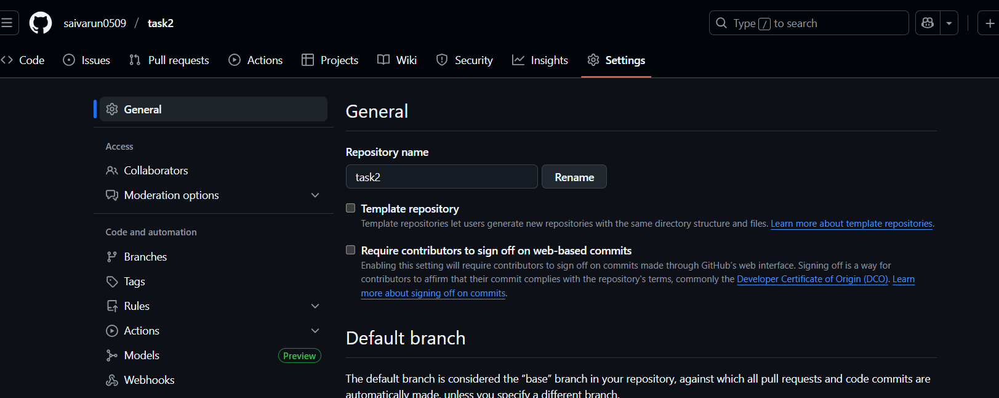 saivarun0509 / task2
Type / to search
Code Issues Pull requests Actions Projects Wiki Security Insights Settings
General
Access
Collaborators
Moderation options
Code and automation
Branches
Tags
Rules
Actions
Models Preview
Webhooks
General
Repository name
task2 Rename
Template repository
Template repositories let users generate new repositories with the same directory structure and files. Learn more about template repositories.
Require contributors to sign off on web-based commits
Enabling this setting will require contributors to sign off on commits made through GitHub's web interface. Signing off is a way for
contributors to affirm that their commit complies with the repository's terms, commonly the Developer Certificate of Origin (DCO). Learn
more about signing off on commits.
Default branch
The default branch is considered the “base” branch in your repository, against which all pull requests and code commits are
automatically made, unless you specify a different branch.